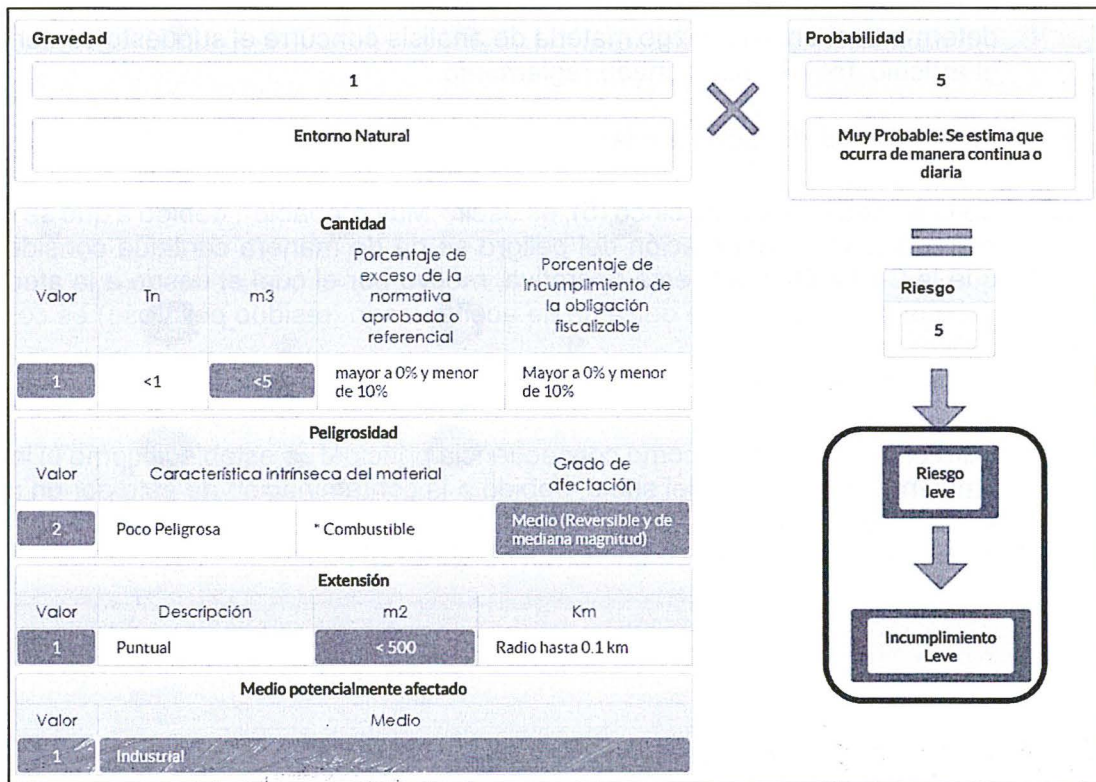 Gravedad
1
Entorno Natural
Probabilidad
5
Muy Probable: Se estima que
ocurra de manera continua o
diaria
Riesgo
5
Riesgo
leve
Incumplimiento
Leve
Cantidad
Valor Tn m3 Porcentaje de
exceso de la
normativa
aprobada o
referencial
Porcentaje de
incumplimiento de
la obligación
fiscalizable
1 <1 <5 mayor a 0% y menor
de 10%
Mayor a 0% y menor
de 10%
Peligrosidad
Valor Característica intrínseca del material Grado de
afectación
2 Poco Peligrosa * Combustible Medio (Reversible y de
mediana magnitud)
Extensión
Valor Descripción m2 Km
1 Puntual < 500 Radio hasta 0.1 km
Medio potencialmente afectado
Valor Medio
1 Industrial